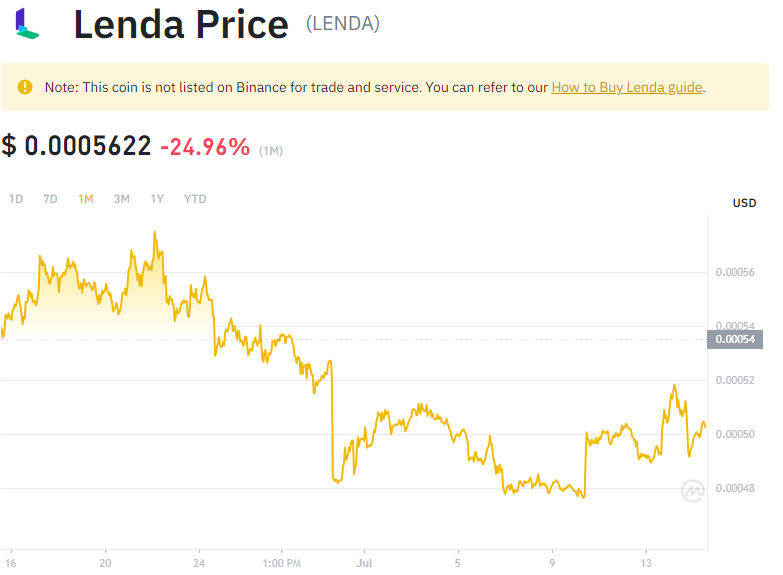 Lenda Price (LENDA)
Note: This coin is not listed on Binance for trade and service. You can refer to our How to Buy Lenda guide.
$ 0.0005622 -24.96% (1M)
1D 7D 1M 3M 1Y YTD
USD
0.00056
0.00054
0.00054
0.00052
0.00050
0.00048
16 20 24 1:00 PM Jul 5 9 13